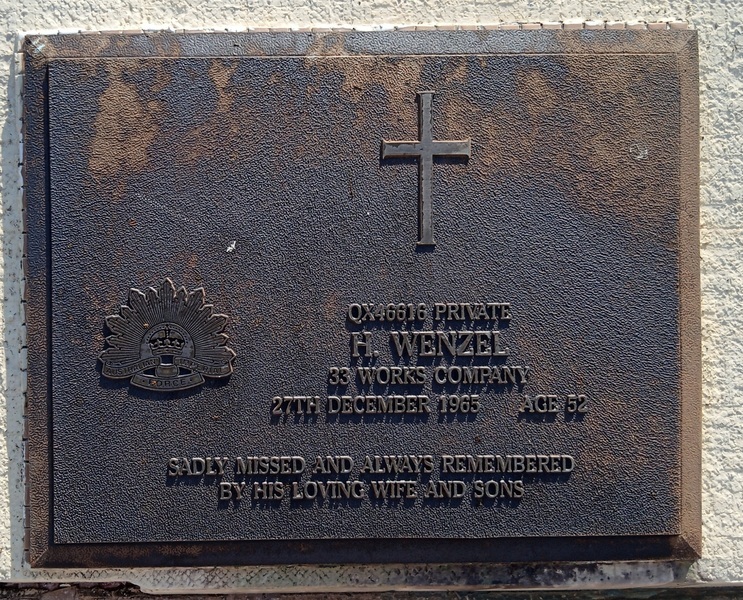 QX46616 PRIVATE
H. WENZEL
33 WORKS COMPANY
27TH DECEMBER 1965 AGE 52
SADLY MISSED AND ALWAYS REMEMBERED
BY HIS LOVING WIFE AND SONS
FORCE